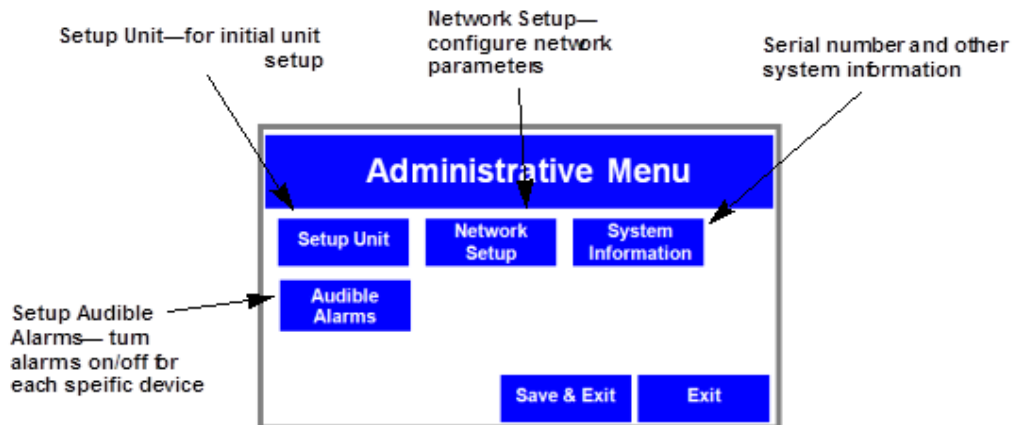 Setup Unit—for initial unit
setup
Network Setup—
configure network
parameters
Serial number and other
system information
Administrative Menu
Setup Unit
Network
Setup
System
Information
Audible
Alarms
Setup Audible
Alarms— turn
alarms on/off for
each speific device
Save & Exit
Exit